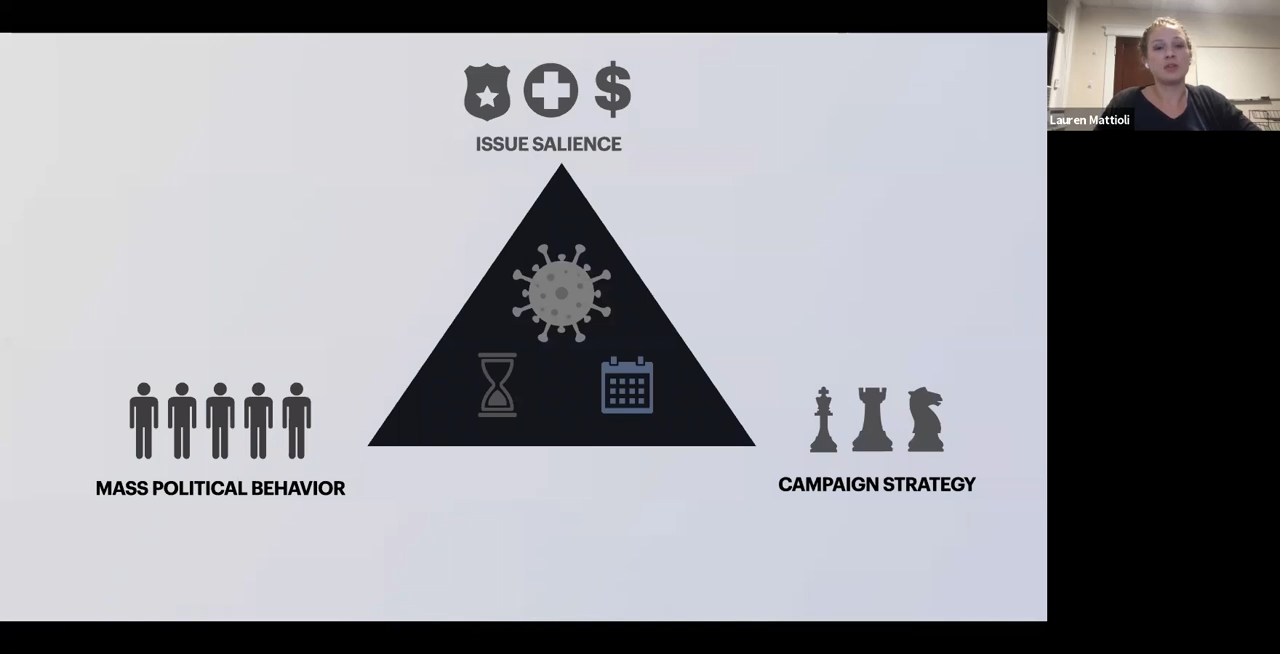 Lauren Mattioli
$
ISSUE SALIENCE
MASS POLITICAL BEHAVIOR
CAMPAIGN STRATEGY